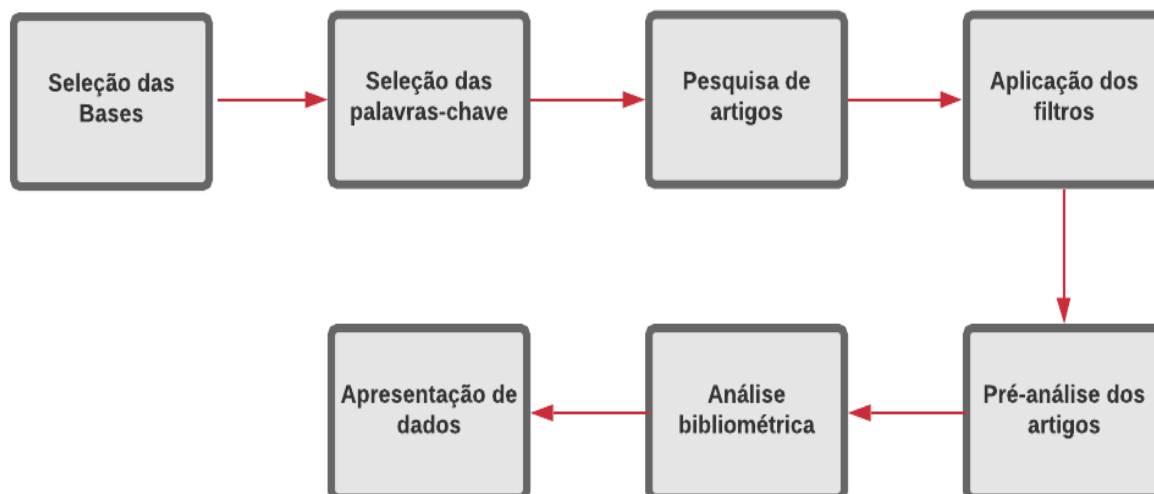 Seleção das
Bases
Seleção das
palavras-chave
Pesquisa de
artigos
Aplicação dos
filtros
Pré-análise dos
artigos
Análise
bibliométrica
Apresentação de
dados